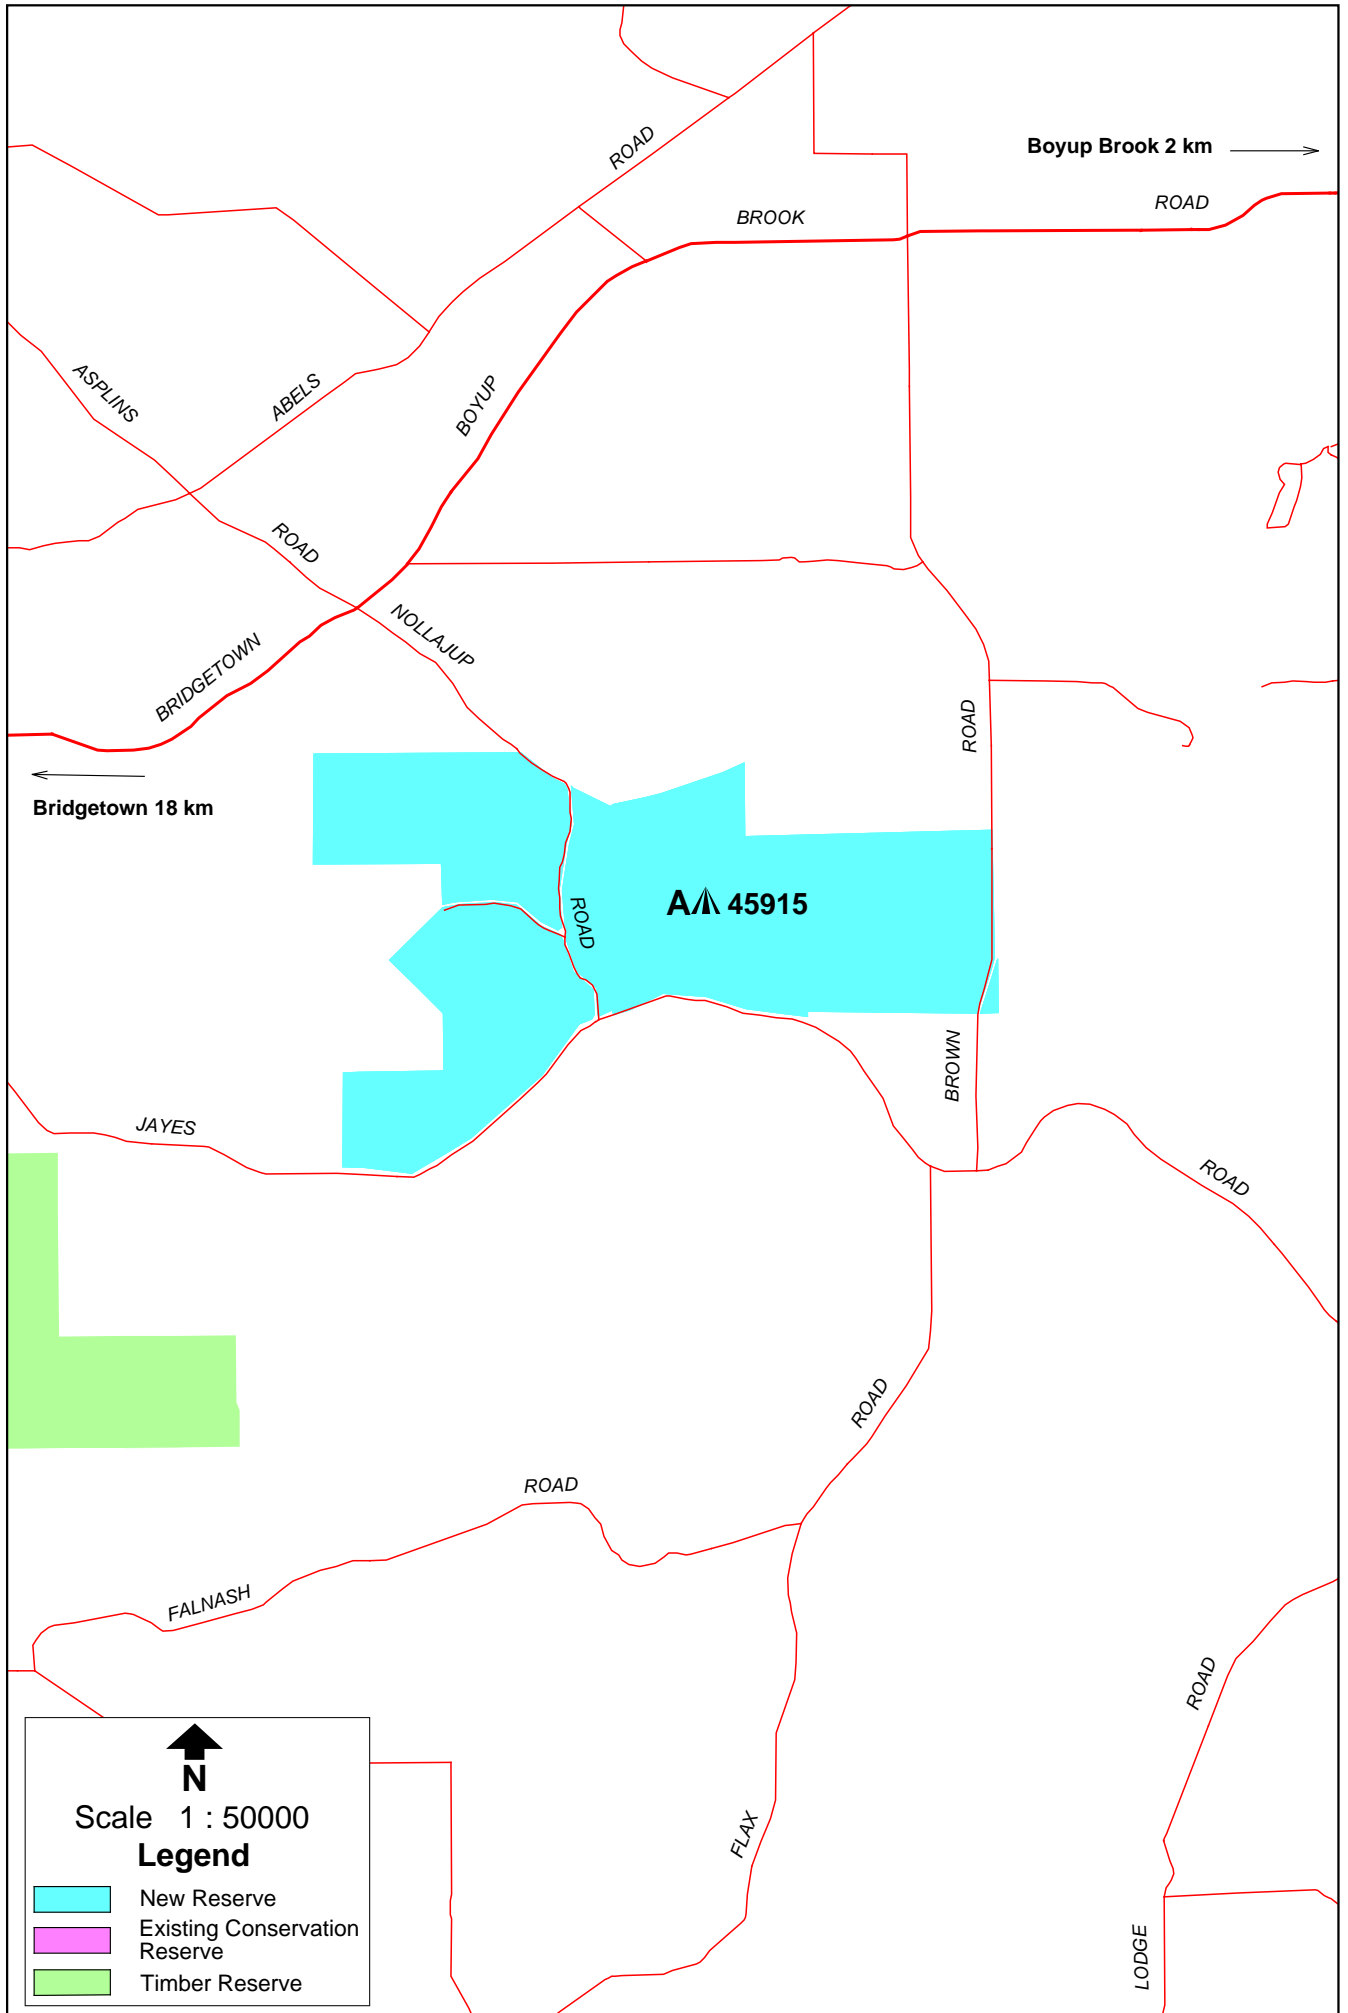 ROAD
Boyup Brook 2 km
BROOK
ROAD
ASPLINS
ABELS
BOYUP
ROAD
NOLLAJUP
BRIDGETOWN
ROAD
Bridgetown 18 km
A 45915
ROAD
BROWN
JAYES
ROAD
ROAD
ROAD
FALNASH
ROAD
FLAX
LODGE
N
Scale 1 : 50000
Legend
New Reserve
Existing Conservation
Reserve
Timber Reserve